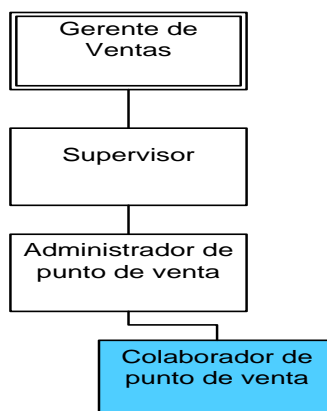 Gerente de
Ventas
Supervisor
Administrador de
punto de venta
Colaborador de
punto de venta